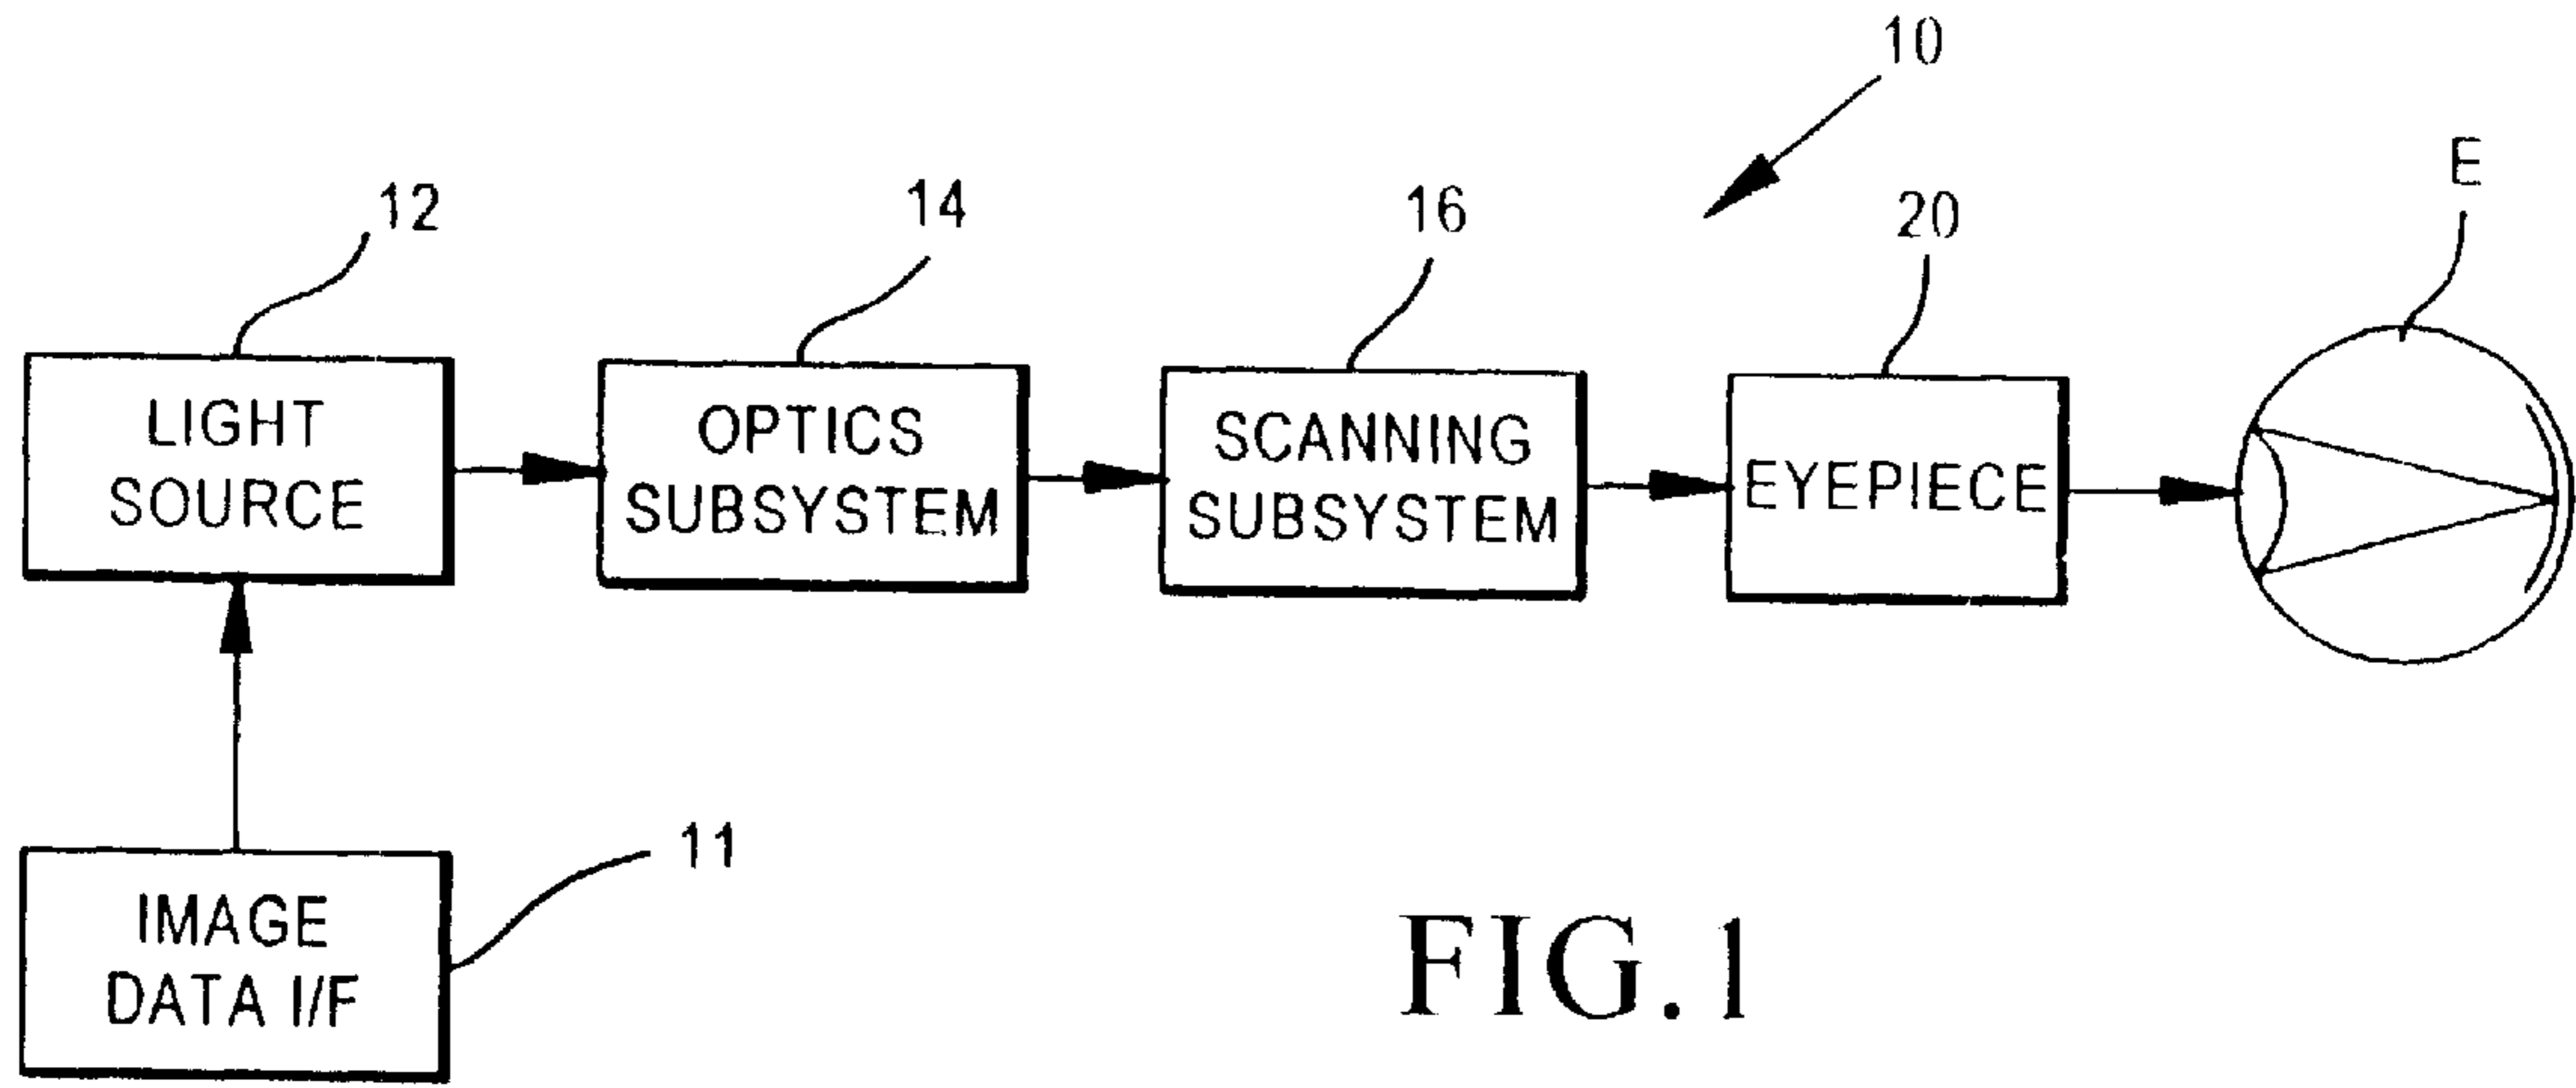 10
12
14
16
20
E
LIGHT
SOURCE
OPTICS
SUBSYSTEM
SCANNING
SUBSYSTEM
EYEPIECE
11
IMAGE
DATA I/F
FIG.1